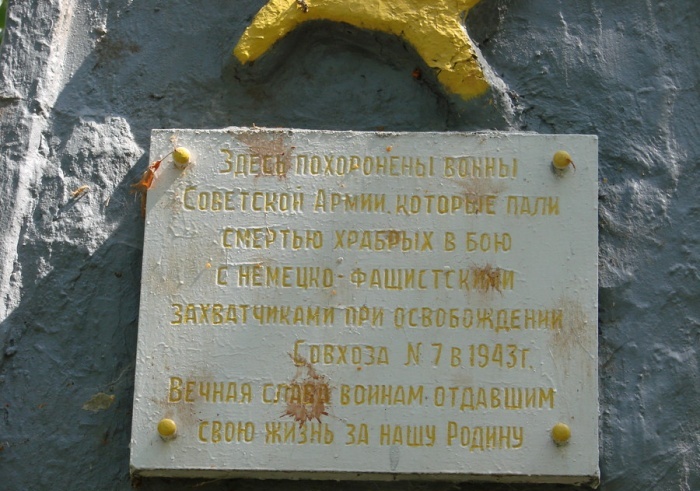 Здесь похоронены воины
Советской Армии, которые пали
смертью храбрых в бою
с немецко-фашистскими
захватчиками при освобождении
Совхоза N 7 в 1943г.
Вечная слава воинам, отдавшим
свою жизнь за нашу Родину